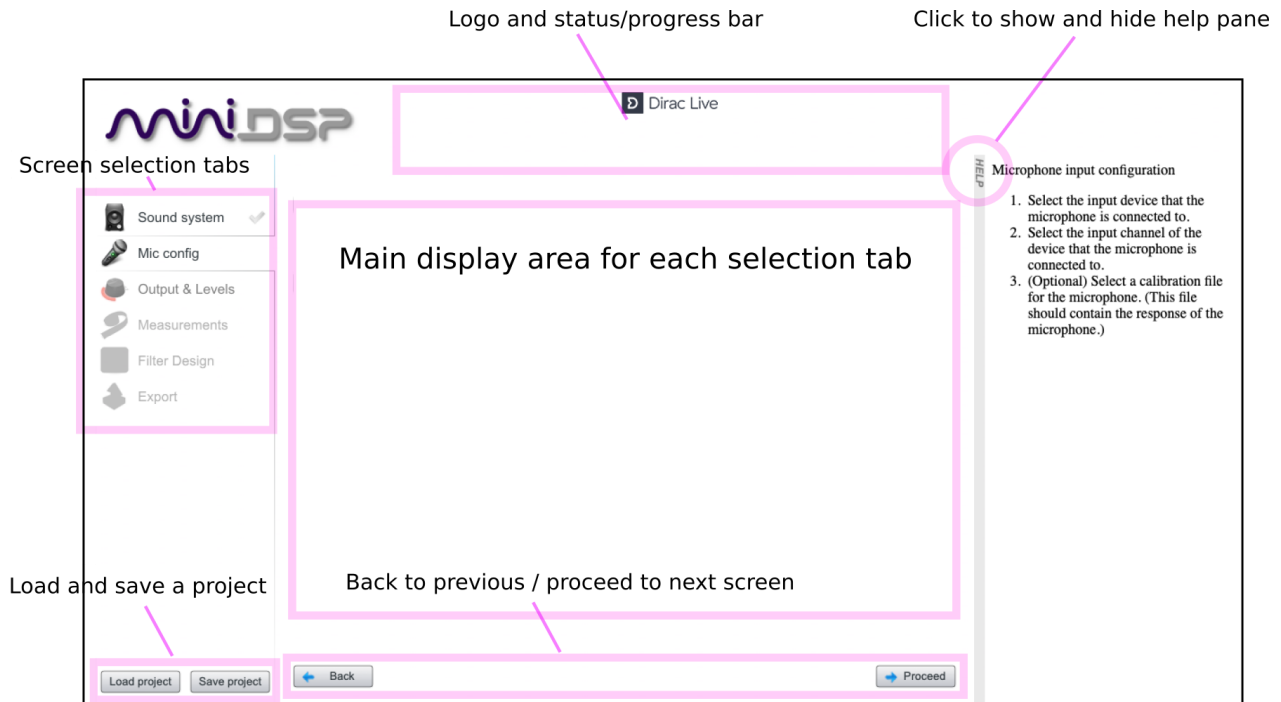 Logo and status/progress bar
Click to show and hide help pane
miniDSP
Dirac Live
Screen selection tabs
HELP
Microphone input configuration
1. Select the input device that the
microphone is connected to.
2. Select the input channel of the
device that the microphone is
connected to.
3. (Optional) Select a calibration file
for the microphone. (This file
should contain the response of the
microphone.)
Sound system
Mic config
Output & Levels
Measurements
Filter Design
Export
Main display area for each selection tab
Load and save a project
Back to previous / proceed to next screen
Load project
Save project
Back
Proceed